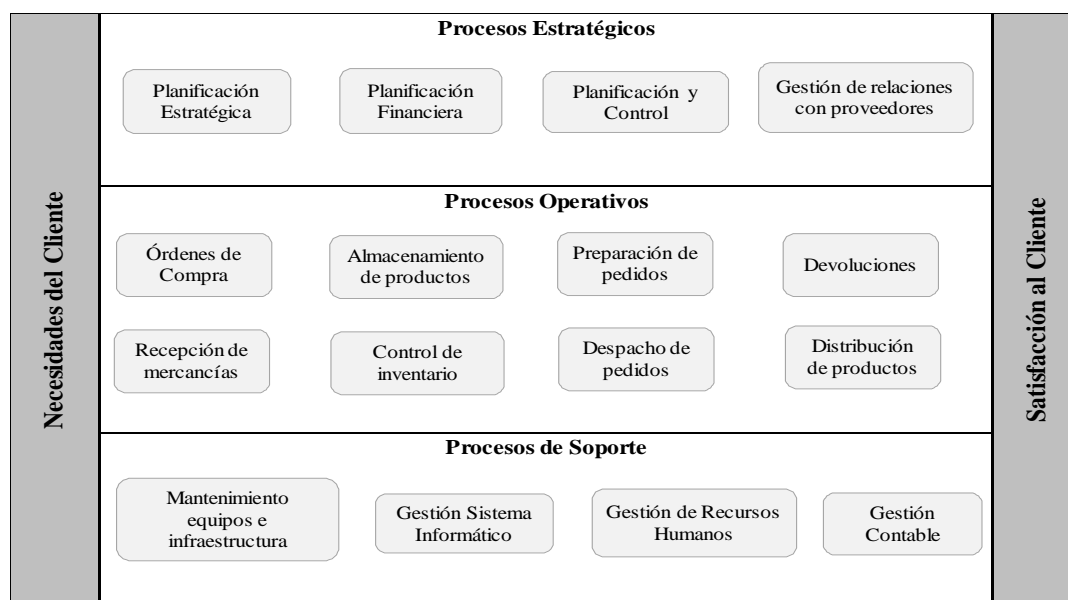 Necesidades del Cliente
Procesos Estratégicos
Planificación
Estratégica
Planificación
Financiera
Planificación y
Control
Gestión de relaciones
con proveedores
Procesos Operativos
Órdenes de
Compra
Almacenamiento
de productos
Preparación de
pedidos
Devoluciones
Recepción de
mercancías
Control de
inventario
Despacho de
pedidos
Distribución
de productos
Procesos de Soporte
Mantenimiento
equipos e
infraestructura
Gestión Sistema
Informático
Gestión de Recursos
Humanos
Gestión
Contable
Satisfacción al Cliente